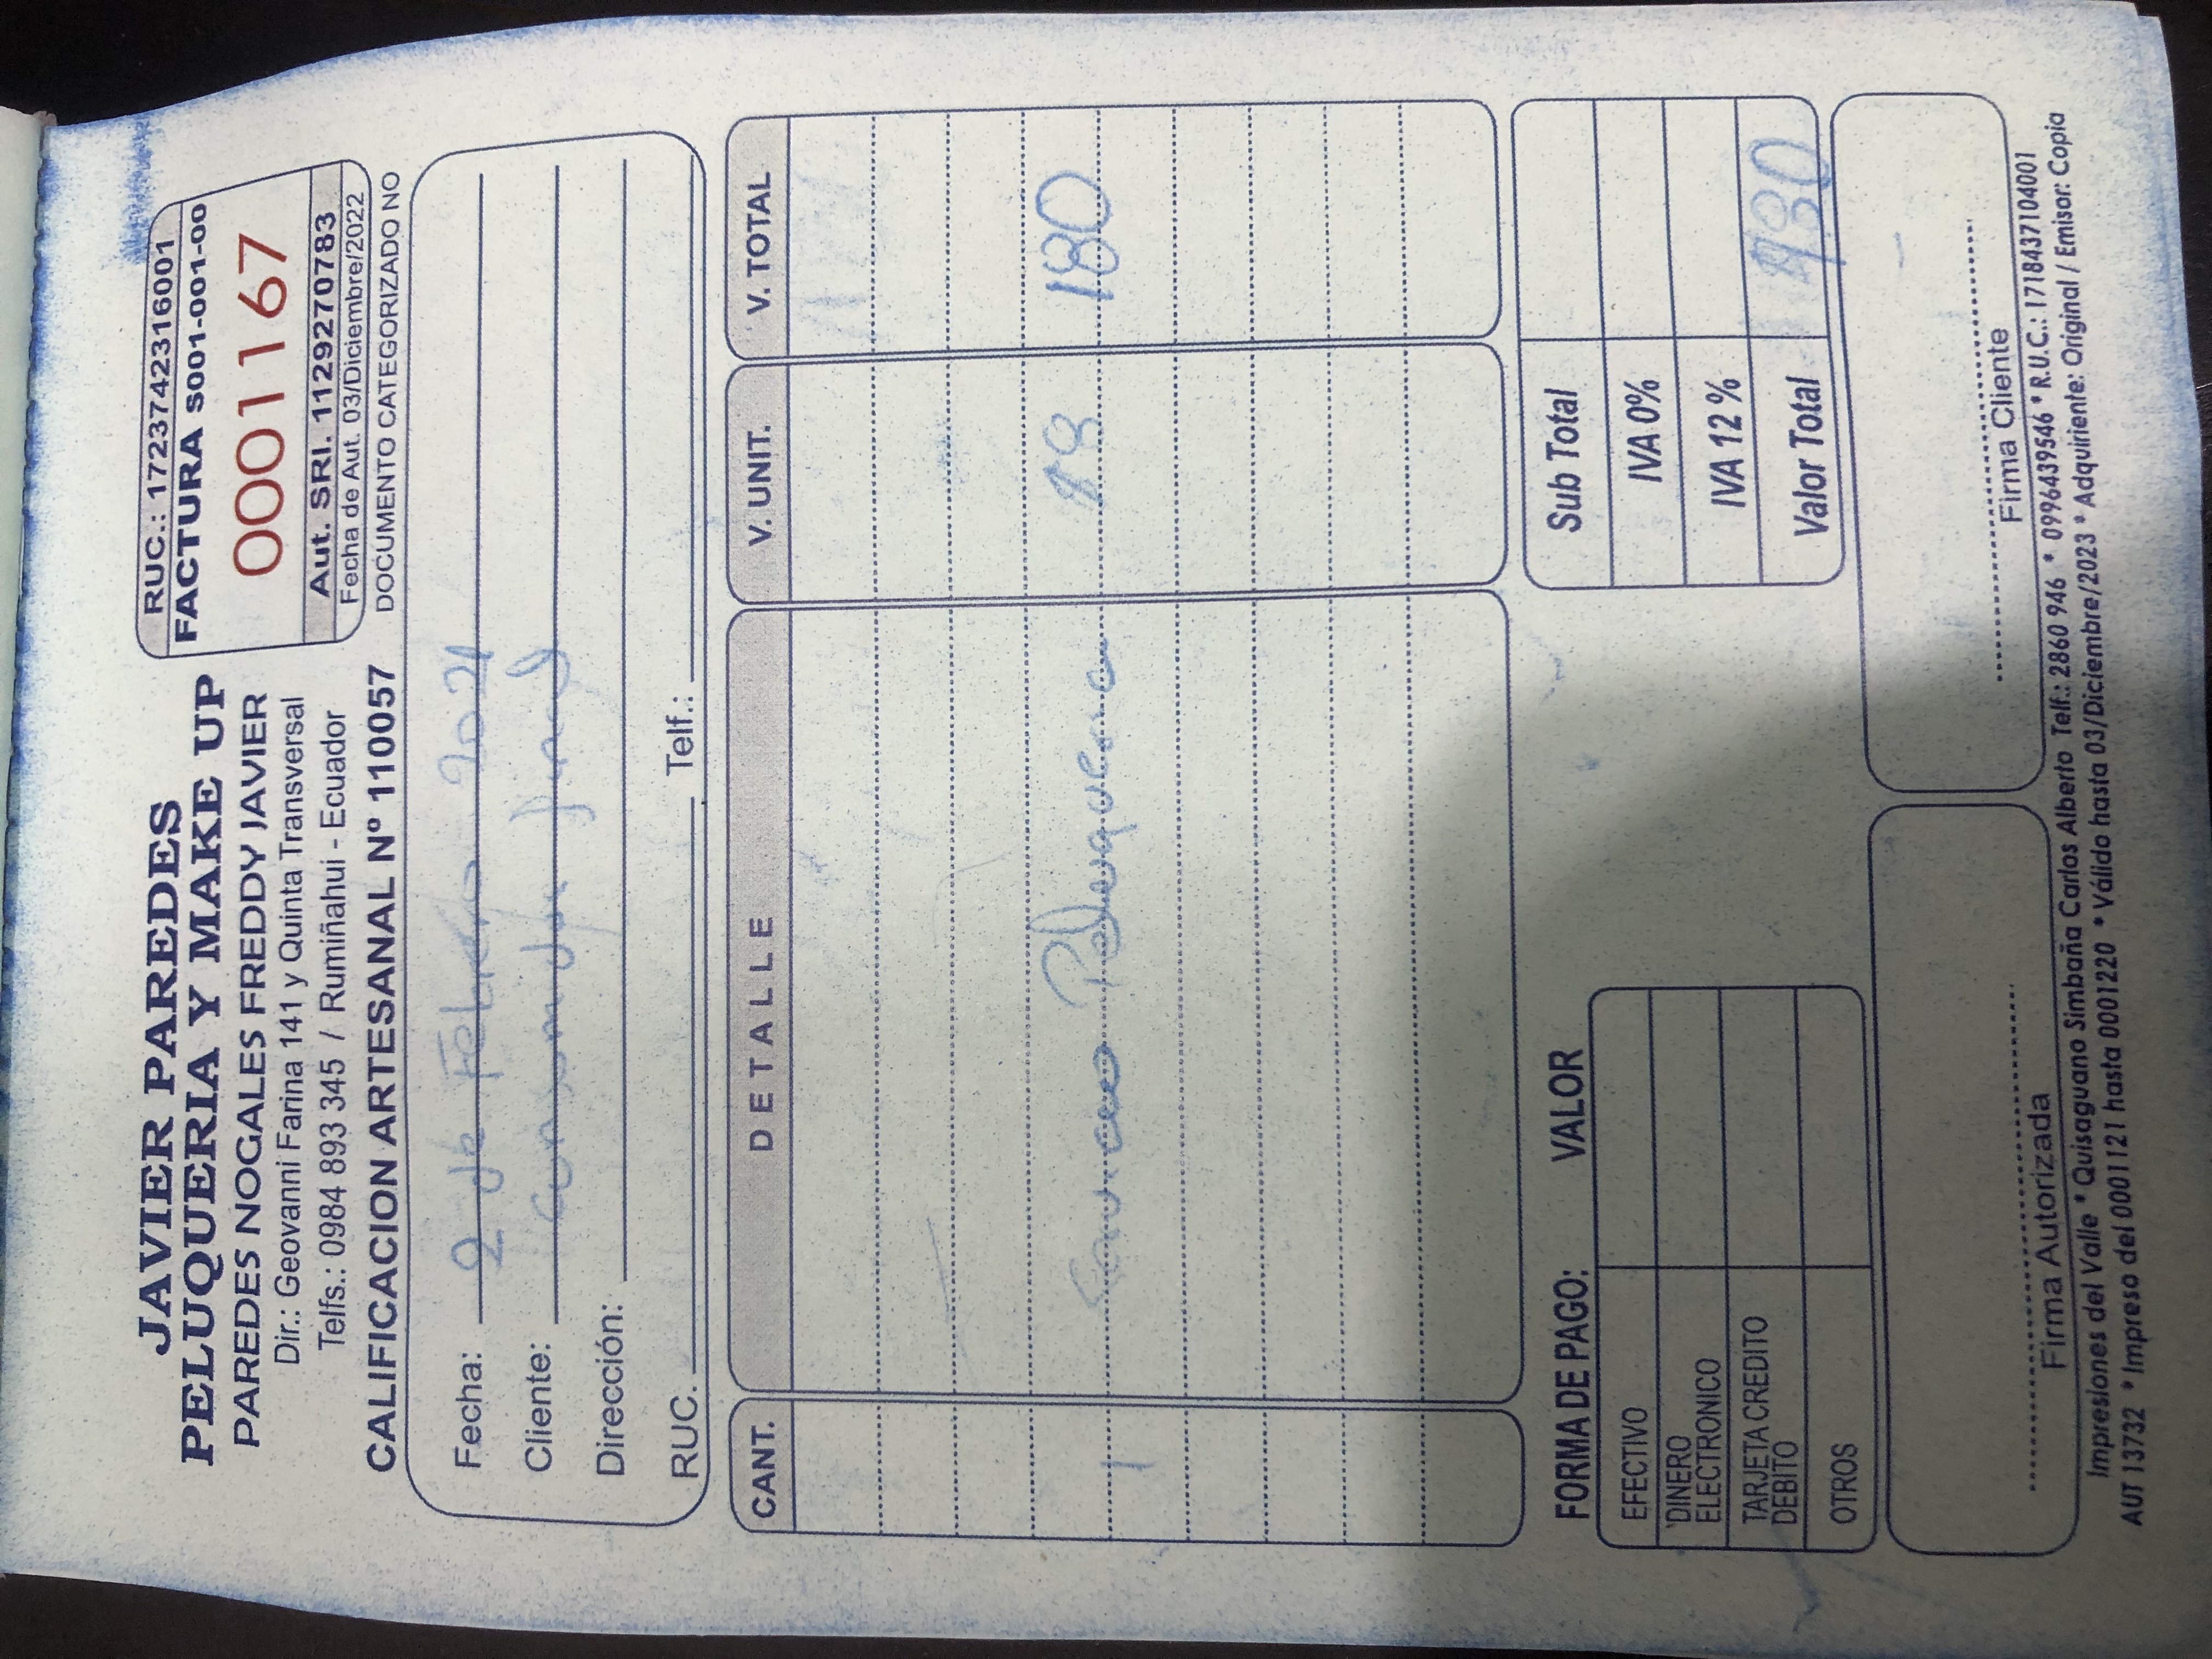 JAVIER PAREDES
PELUQUERIA Y MAKE UP
PAREDES NOGALES FREDDY JAVIER
Dir.: Geovanni Farina 141 y Quinta Transversal
Telfs.: 0984 893 345 / Rumiñahui - Ecuador
CALIFICACION ARTESANAL Nº 110057
RUC.: 1723742316001
FACTURA S001-001-00
0001167
Aut. SRI. 1129270783
Fecha de Aut. 03/Diciembre/2022
DOCUMENTO CATEGORIZADO NO
Fecha: 2 de Febrero
Cliente: consumidor final
Dirección:
RUC. Telf.:
CANT. DETALLE V. UNIT. V. TOTAL
1 Peluqueria 180
FORMA DE PAGO: VALOR
EFECTIVO
DINERO
ELECTRONICO
TARJETA CREDITO
DEBITO
OTROS
Sub Total
IVA 0%
IVA 12 %
Valor Total
Firma Autorizada
Firma Cliente
Impresiones del Valle * Quisaguano Simbaña Carlos Alberto Telf.: 2860 946 * 0996439546 * R.U.C.: 1718437104001
AUT 13732 * Impreso del 0001121 hasta 0001220 * Válido hasta 03/Diciembre/2023 * Adquiriente: Original / Emisor: Copia